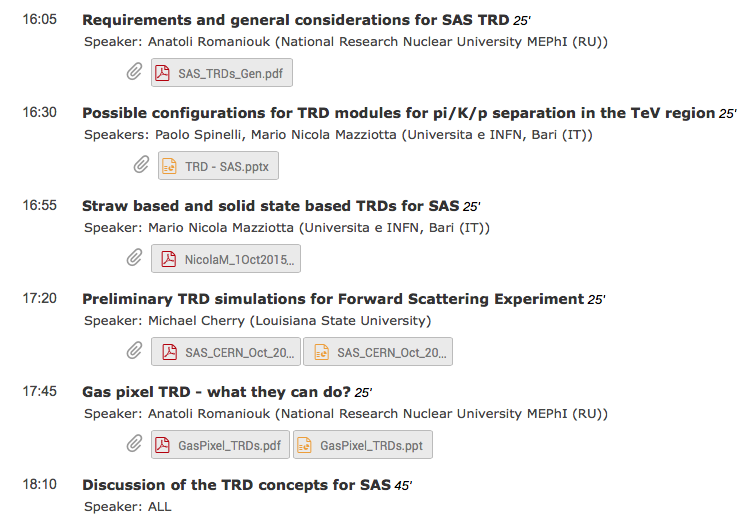 16:05 Requirements and general considerations for SAS TRD 25'
Speaker: Anatoli Romaniouk (National Research Nuclear University MEPhI (RU))
SAS_TRDs_Gen.pdf
16:30 Possible configurations for TRD modules for pi/K/p separation in the TeV region 25'
Speakers: Paolo Spinelli, Mario Nicola Mazziotta (Universita e INFN, Bari (IT))
TRD - SAS.pptx
16:55 Straw based and solid state based TRDs for SAS 25'
Speaker: Mario Nicola Mazziotta (Universita e INFN, Bari (IT))
NicolaM_1Oct2015...
17:20 Preliminary TRD simulations for Forward Scattering Experiment 25'
Speaker: Michael Cherry (Louisiana State University)
SAS_CERN_Oct_20... SAS_CERN_Oct_20...
17:45 Gas pixel TRD - what they can do? 25'
Speaker: Anatoli Romaniouk (National Research Nuclear University MEPhI (RU))
GasPixel_TRDs.pdf GasPixel_TRDs.ppt
18:10 Discussion of the TRD concepts for SAS 45'
Speaker: ALL